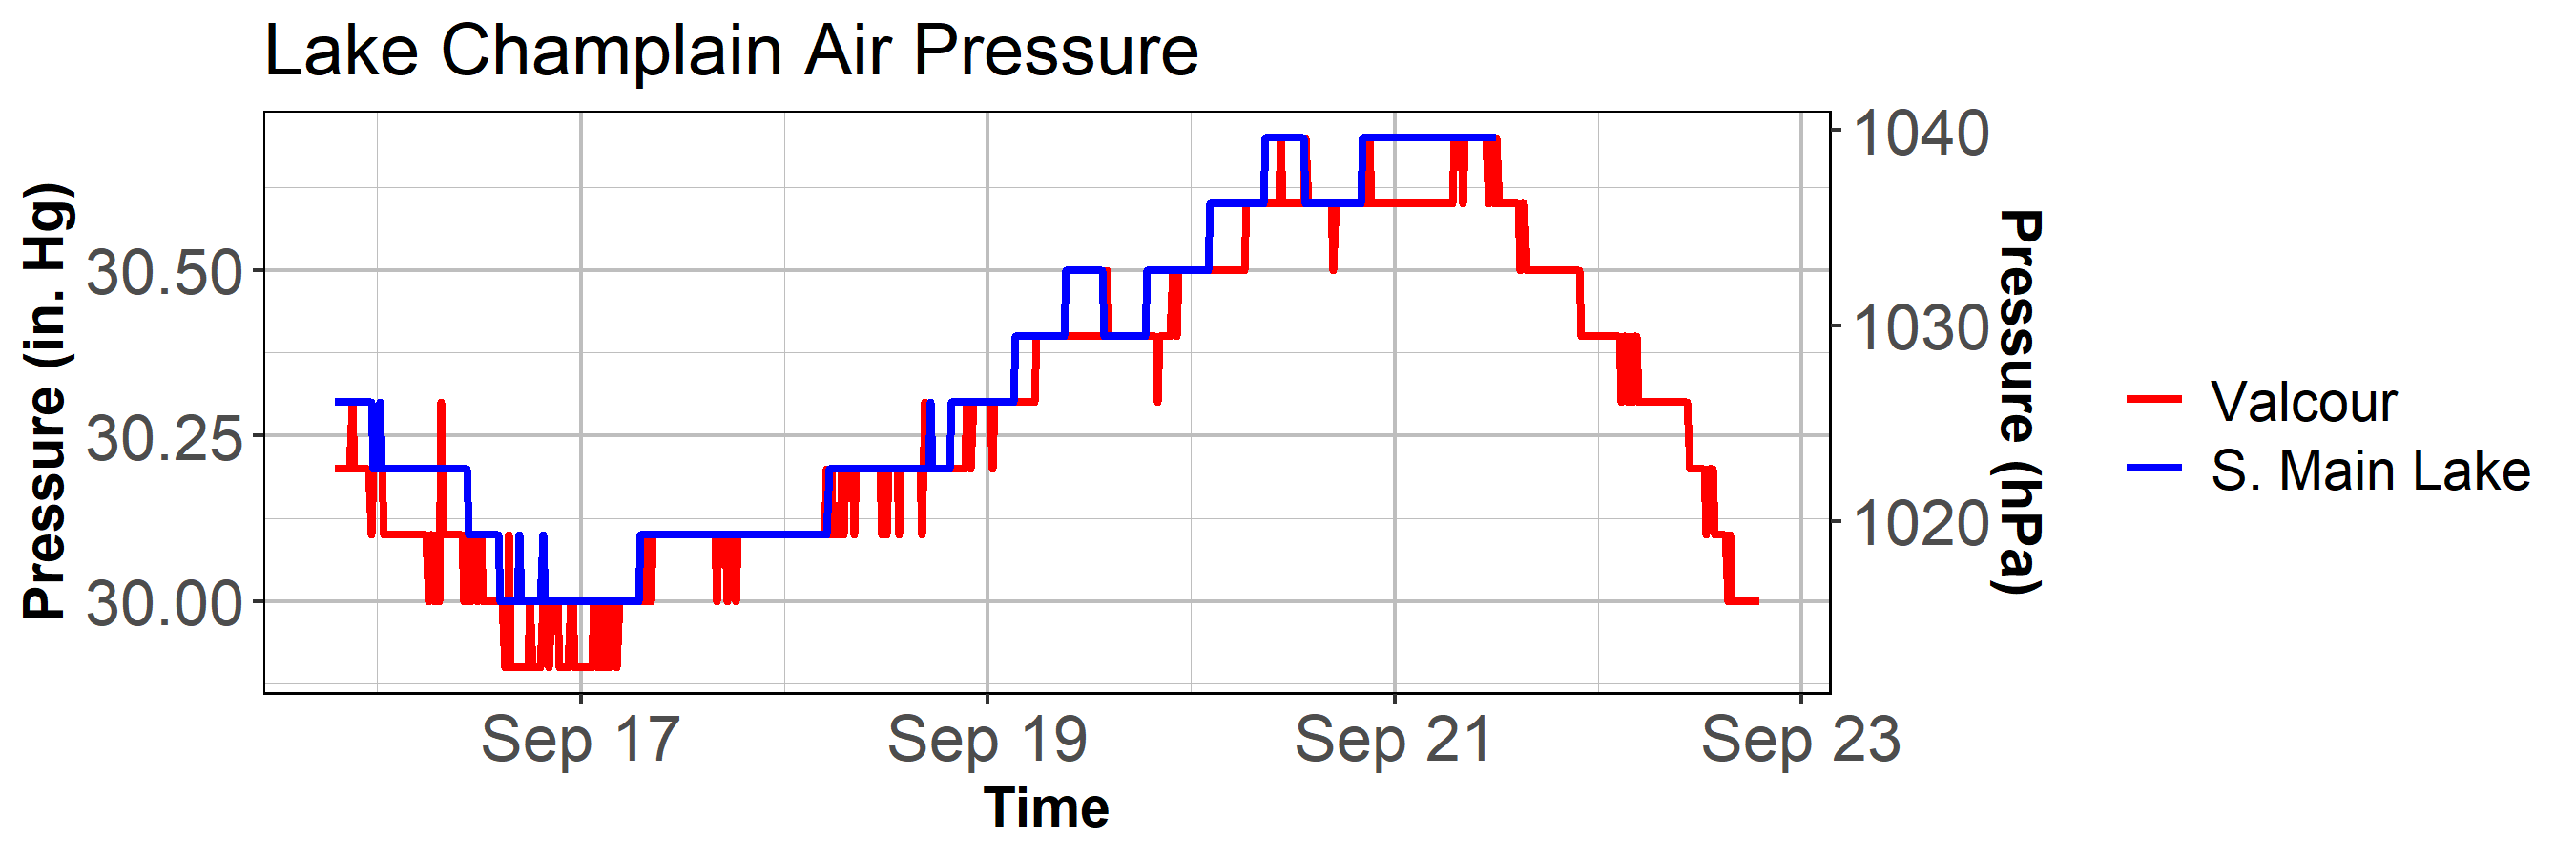 Lake Champlain Air Pressure
Pressure (in. Hg)
30.50
30.25
30.00
1040
1030
1020
Pressure (hPa)
Sep 17
Sep 19
Sep 21
Sep 23
Time
Valcour
S. Main Lake